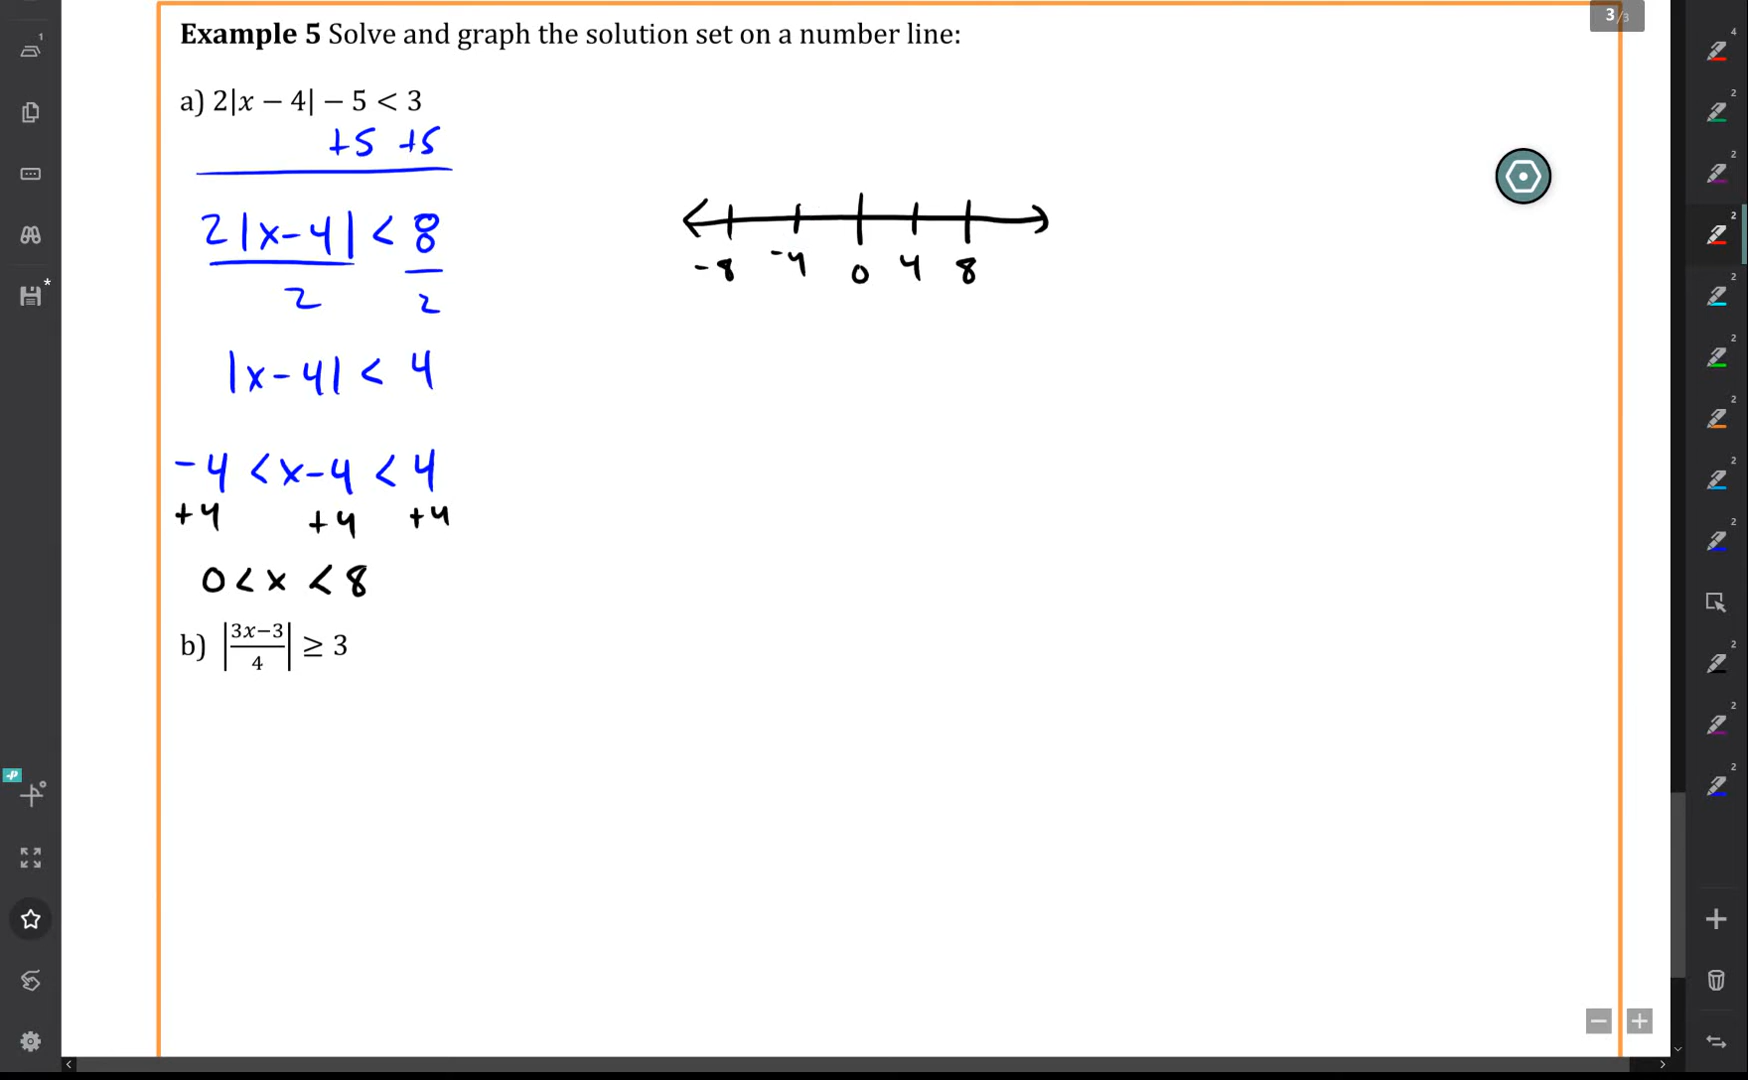 3/3
Example 5 Solve and graph the solution set on a number line:
a) 2|x − 4| − 5 < 3
+5 +5
2|x-4| < 8
2 2
|x-4| < 4
-4 < x-4 < 4
+4 +4 +4
0 < x < 8
-8 -4 0 4 8
b) |3x−3/4| ≥ 3